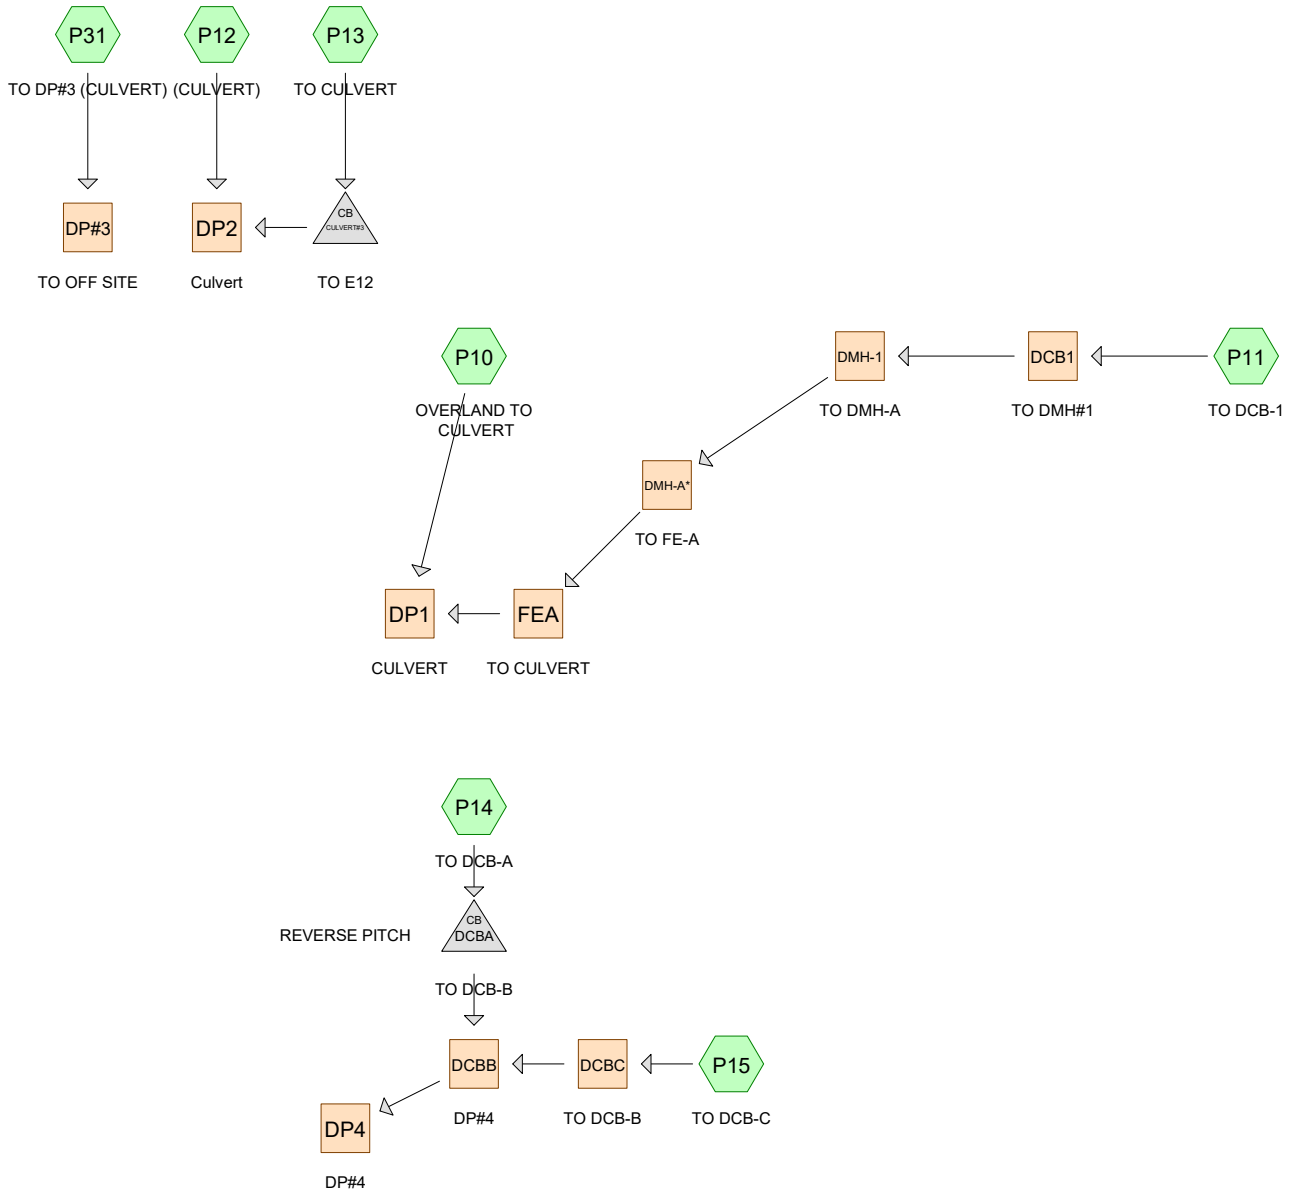 P31
P12
P13
TO DP#3 (CULVERT)
(CULVERT)
TO CULVERT
DP#3
DP2
CB
CULVERT#3
TO OFF SITE
Culvert
TO E12
P10
DMH-1
DCB1
P11
OVERLAND TO
CULVERT
TO DMH-A
TO DMH#1
TO DCB-1
DMH-A*
TO FE-A
DP1
FEA
CULVERT
TO CULVERT
P14
TO DCB-A
CB
DCBA
REVERSE PITCH
TO DCB-B
DCBB
DCBC
P15
DP#4
TO DCB-B
TO DCB-C
DP4
DP#4